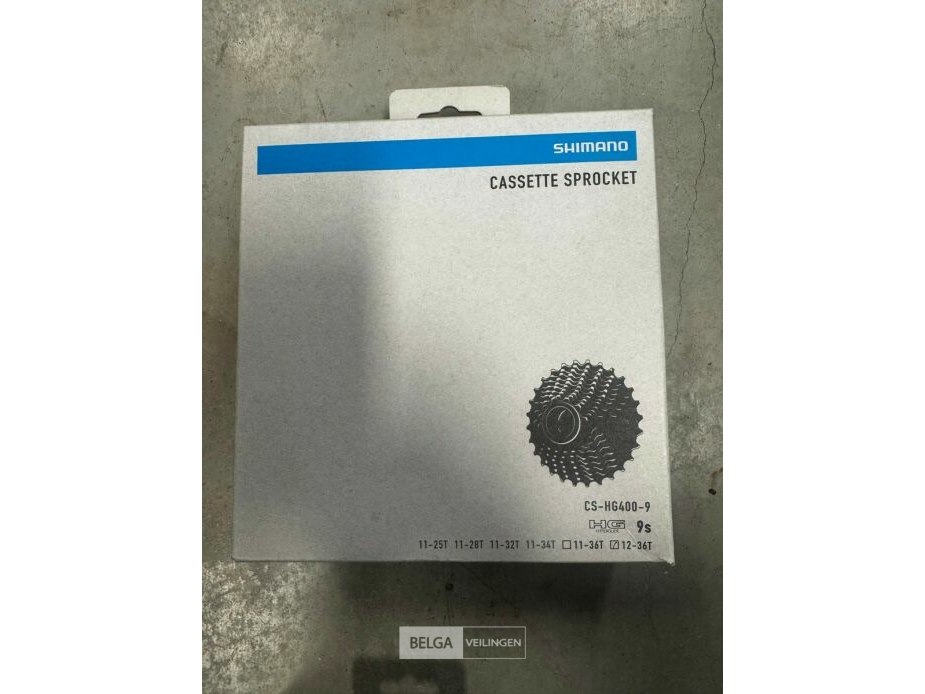 SHIMANO
CASSETTE SPROCKET
CS-HG400-9
HG 9s
HYPERGLIDE
11-25T 11-28T 11-32T 11-34T 11-36T 12-36T
BELGA VEILINGEN